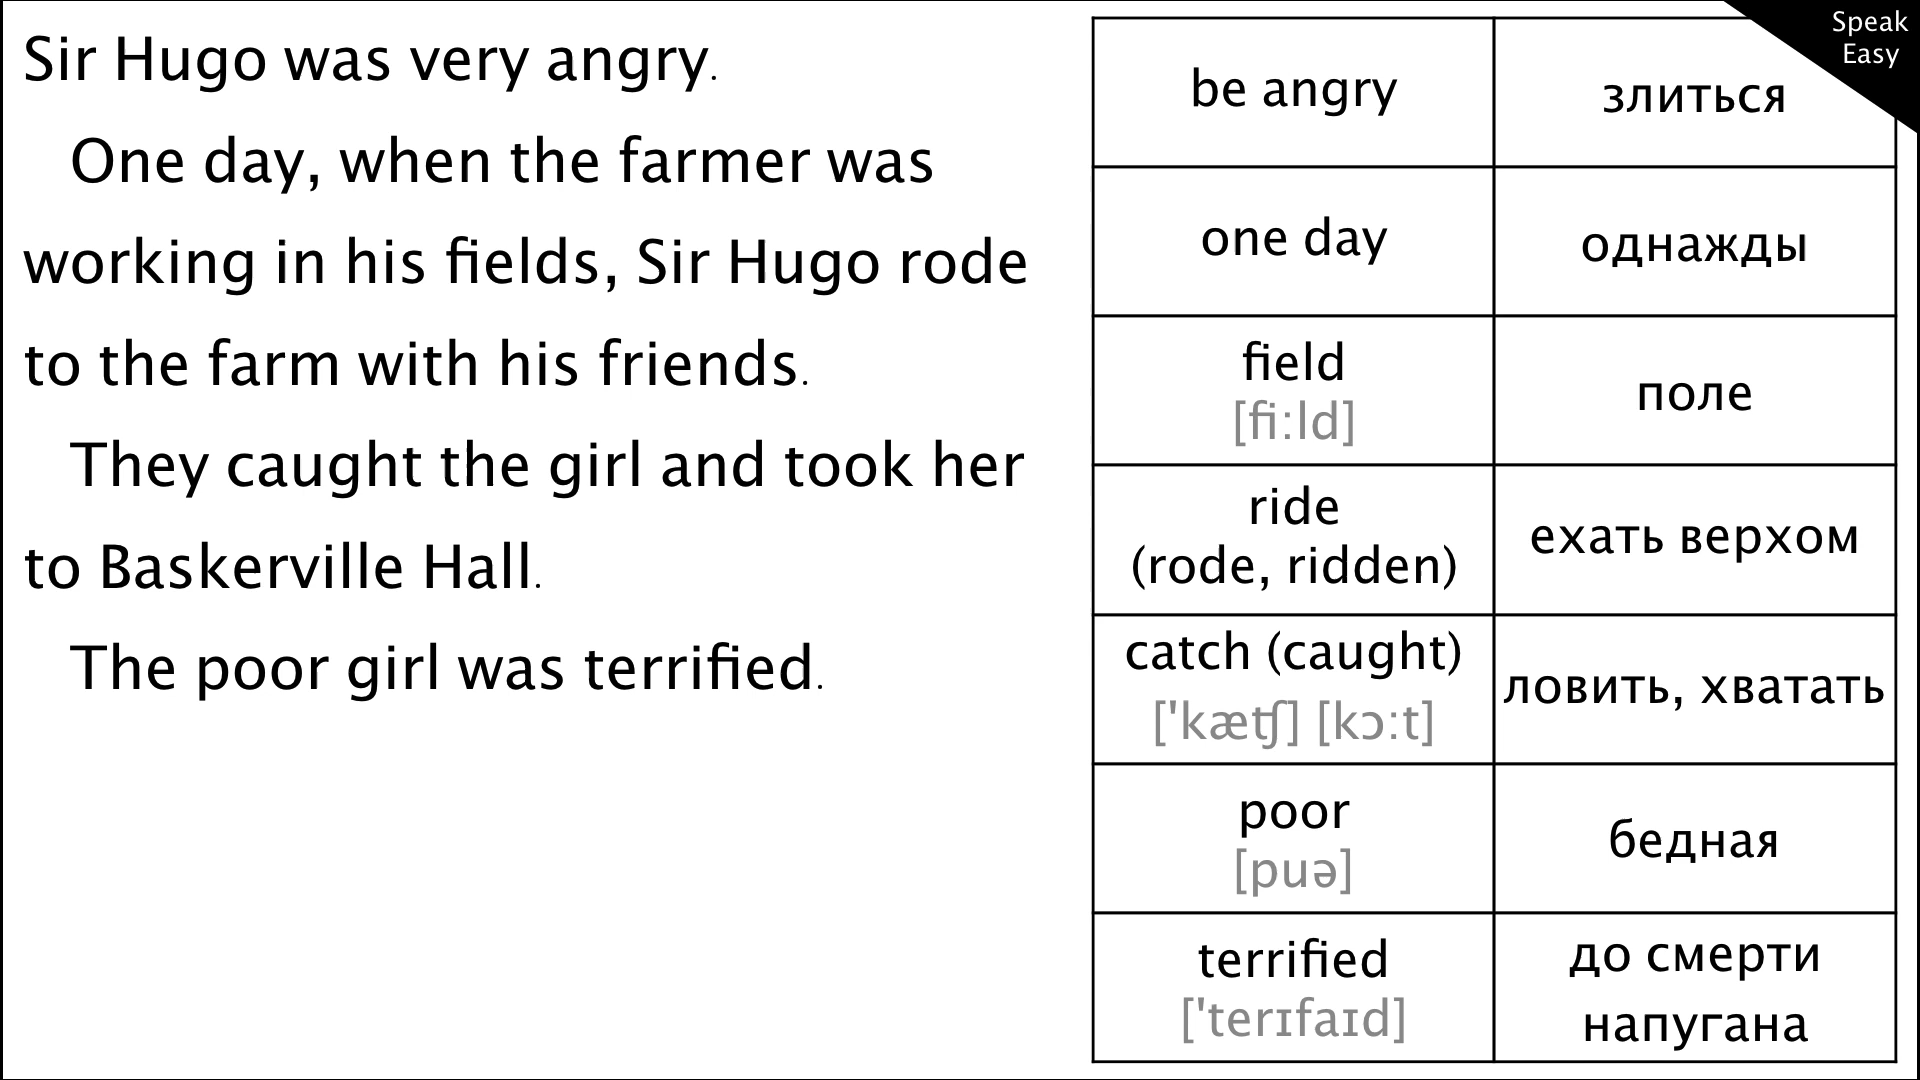 Sir Hugo was very angry.
One day, when the farmer was
working in his fields, Sir Hugo rode
to the farm with his friends.
They caught the girl and took her
to Baskerville Hall.
The poor girl was terrified.
be angry
злиться
one day
однажды
field
[fi:ld]
поле
ride
(rode, ridden)
ехать верхом
catch (caught)
['kæʧ] [kɔ:t]
ловить, хватать
poor
[puə]
бедная
terrified
['terɪfaɪd]
до смерти
напугана
Speak
Easy